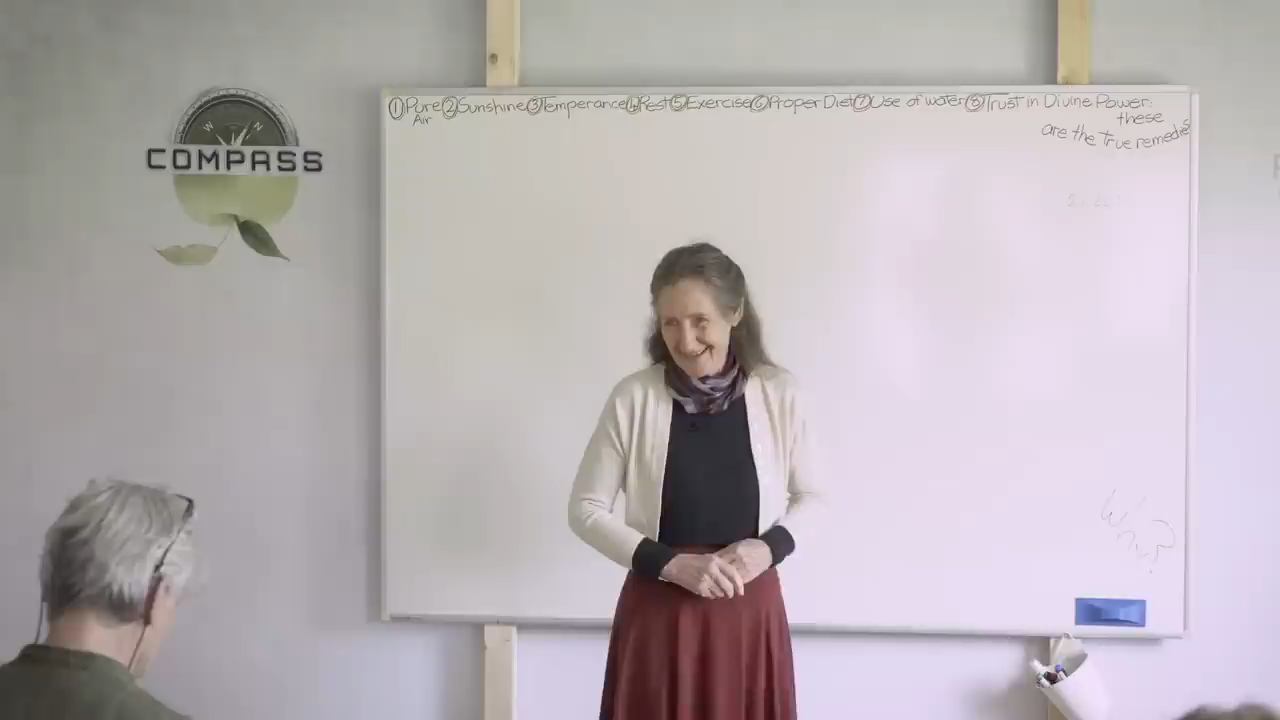 W N
COMPASS
①Pure ②Sunshine ③Temperance ④Rest ⑤Exercise ⑥Proper Diet ⑦Use of water ⑧Trust in Divine Power:
Air
these
are the True remedies
Why?